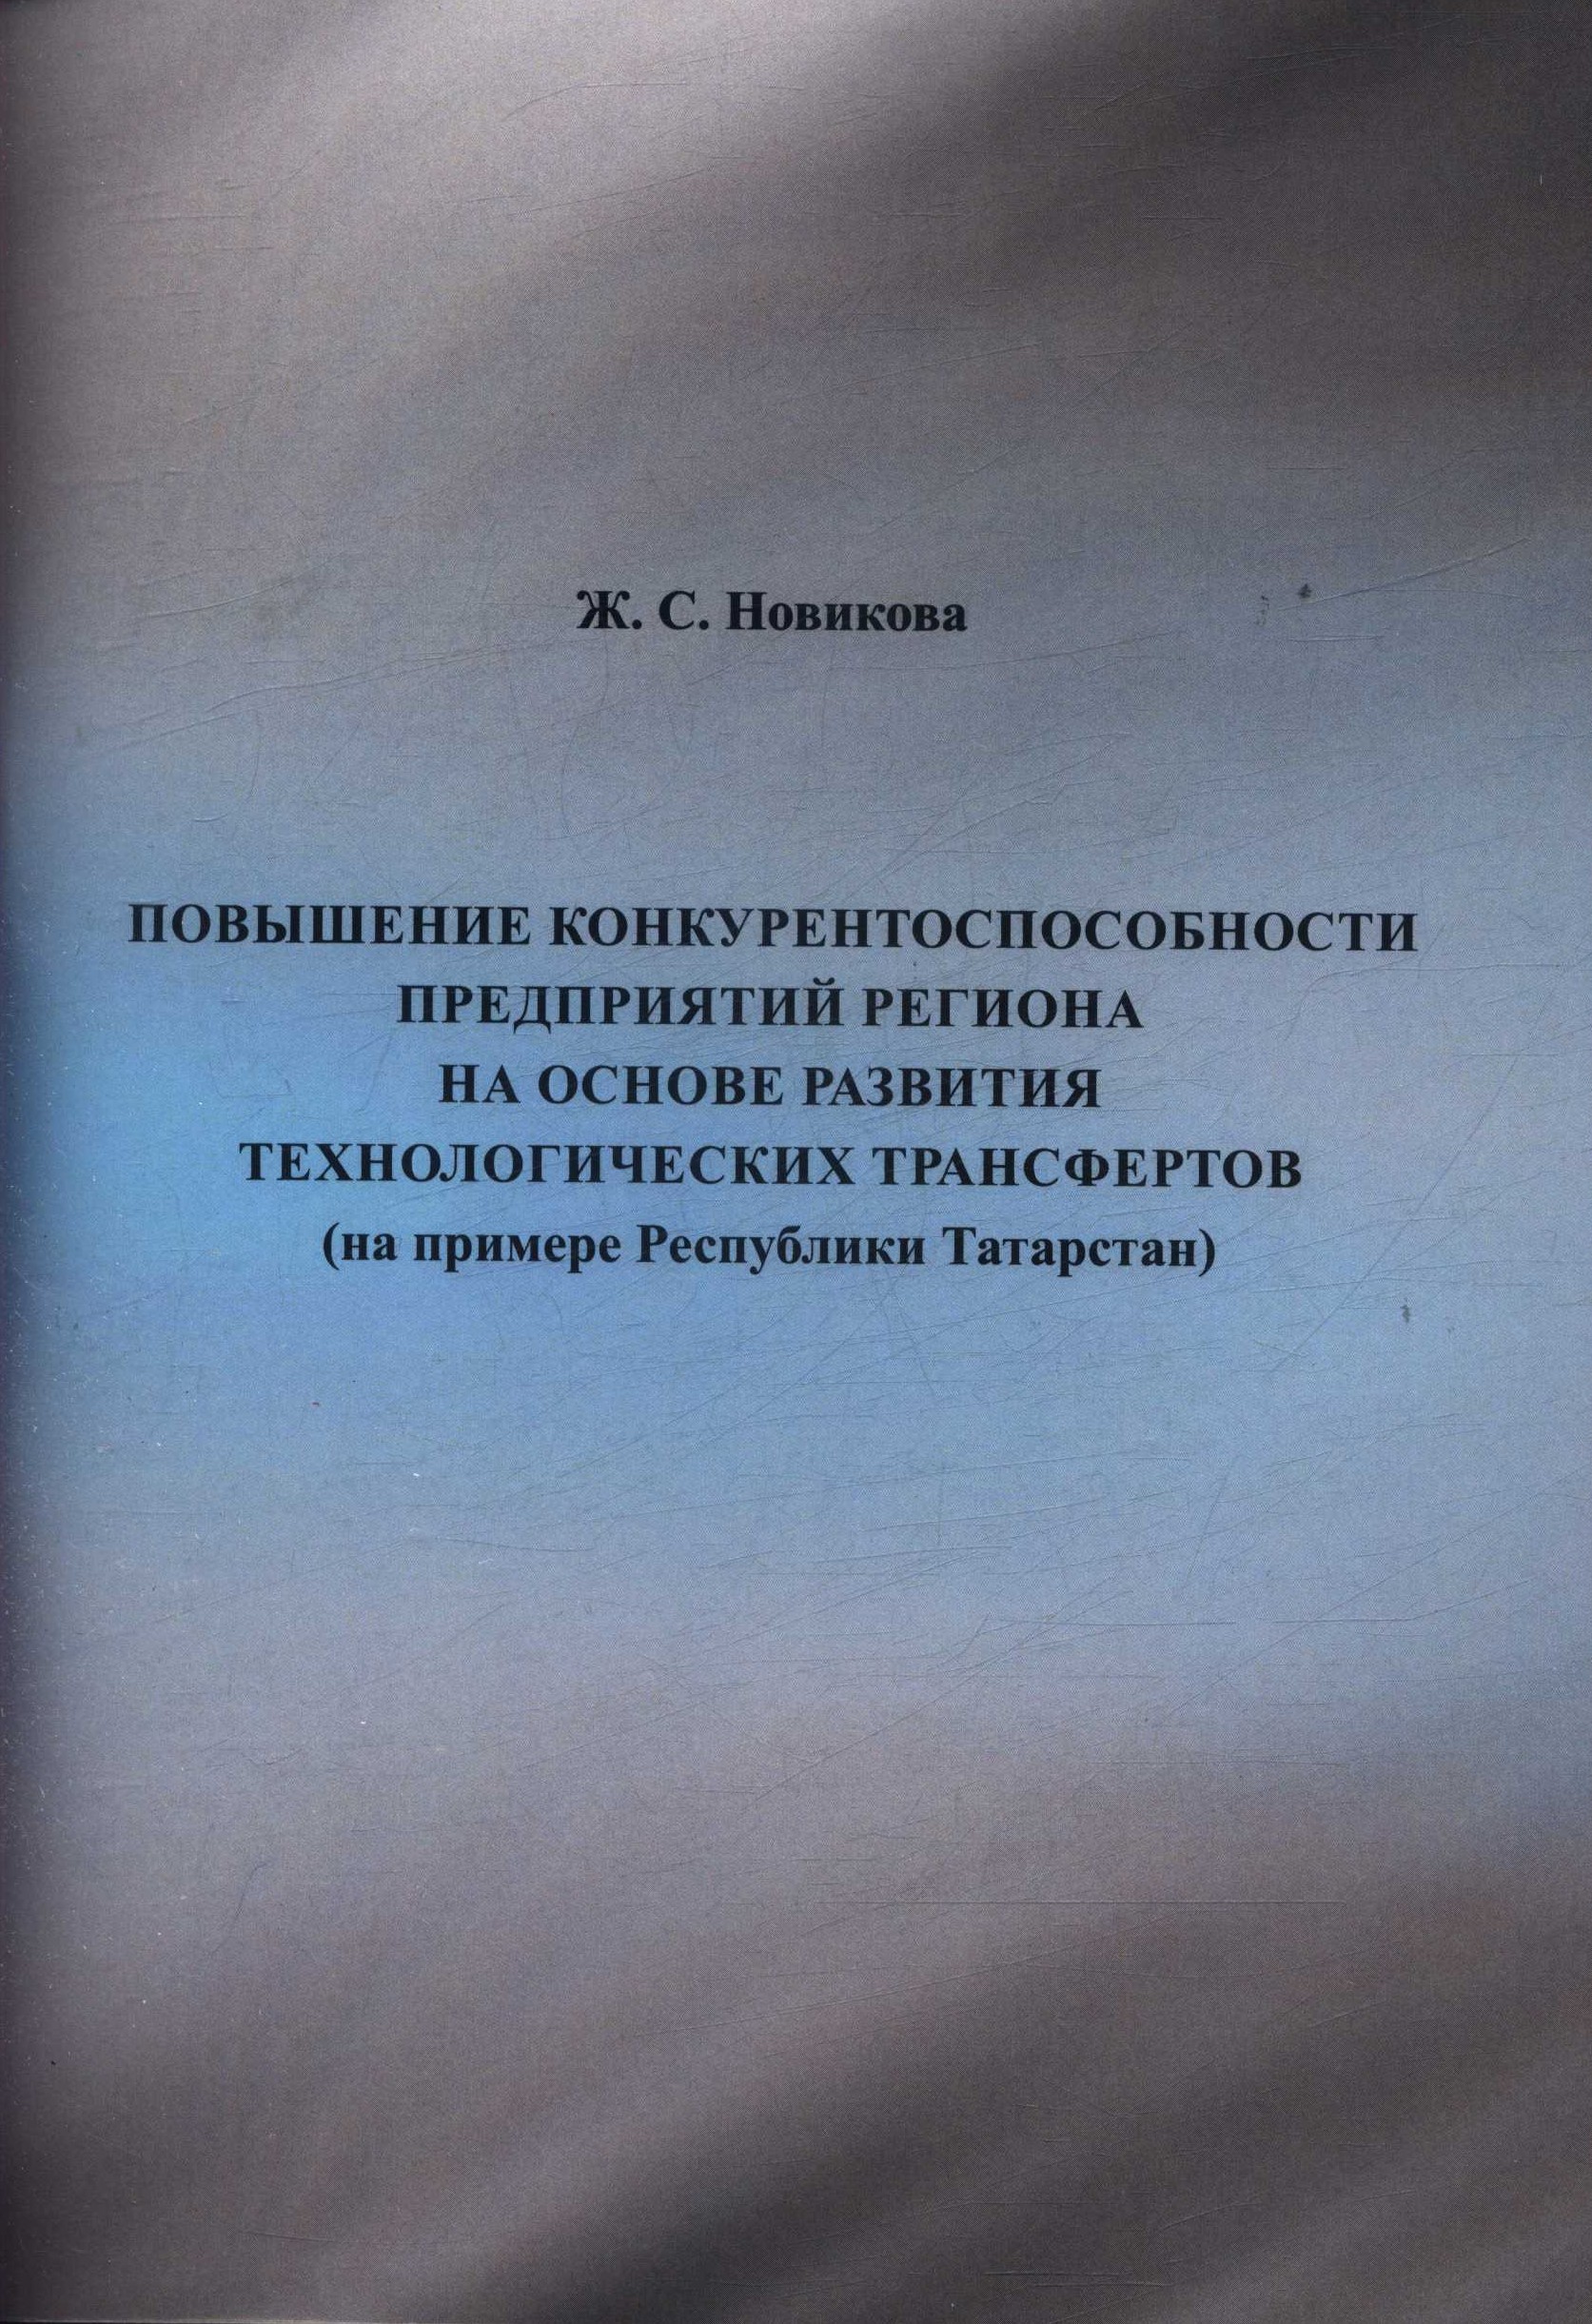 Ж. С. Новикова
ПОВЫШЕНИЕ КОНКУРЕНТОСПОСОБНОСТИ
ПРЕДПРИЯТИЙ РЕГИОНА
НА ОСНОВЕ РАЗВИТИЯ
ТЕХНОЛОГИЧЕСКИХ ТРАНСФЕРТОВ
(на примере Республики Татарстан)